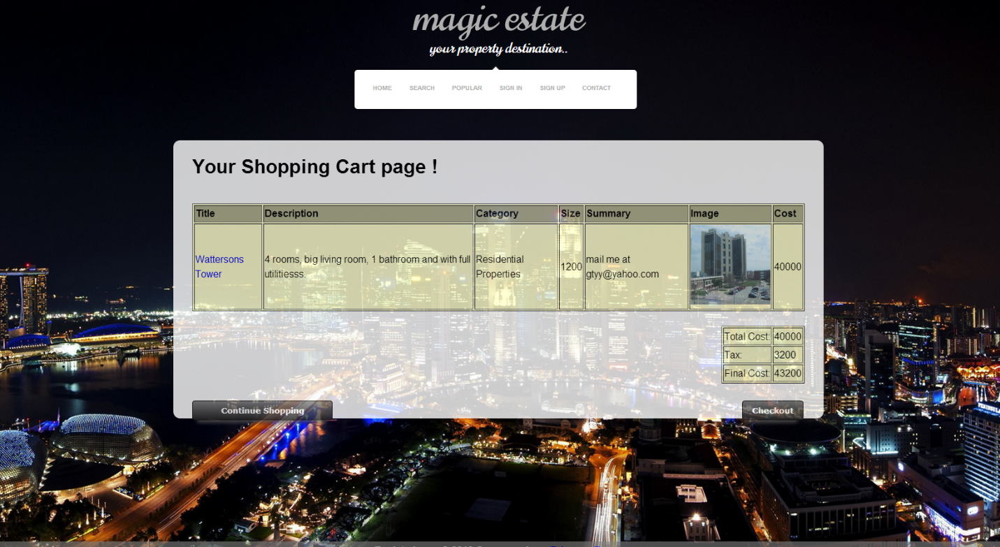 magic estate
your property destination..
HOME SEARCH POPULAR SIGN IN SIGN UP CONTACT
Your Shopping Cart page !
Title Description Category Size Summary Image Cost
Wattersons Tower 4 rooms, big living room, 1 bathroom and with full utilitiesss. Residential Properties 1200 mail me at gtyy@yahoo.com 40000
Total Cost: 40000
Tax: 3200
Final Cost: 43200
Continue Shopping Checkout